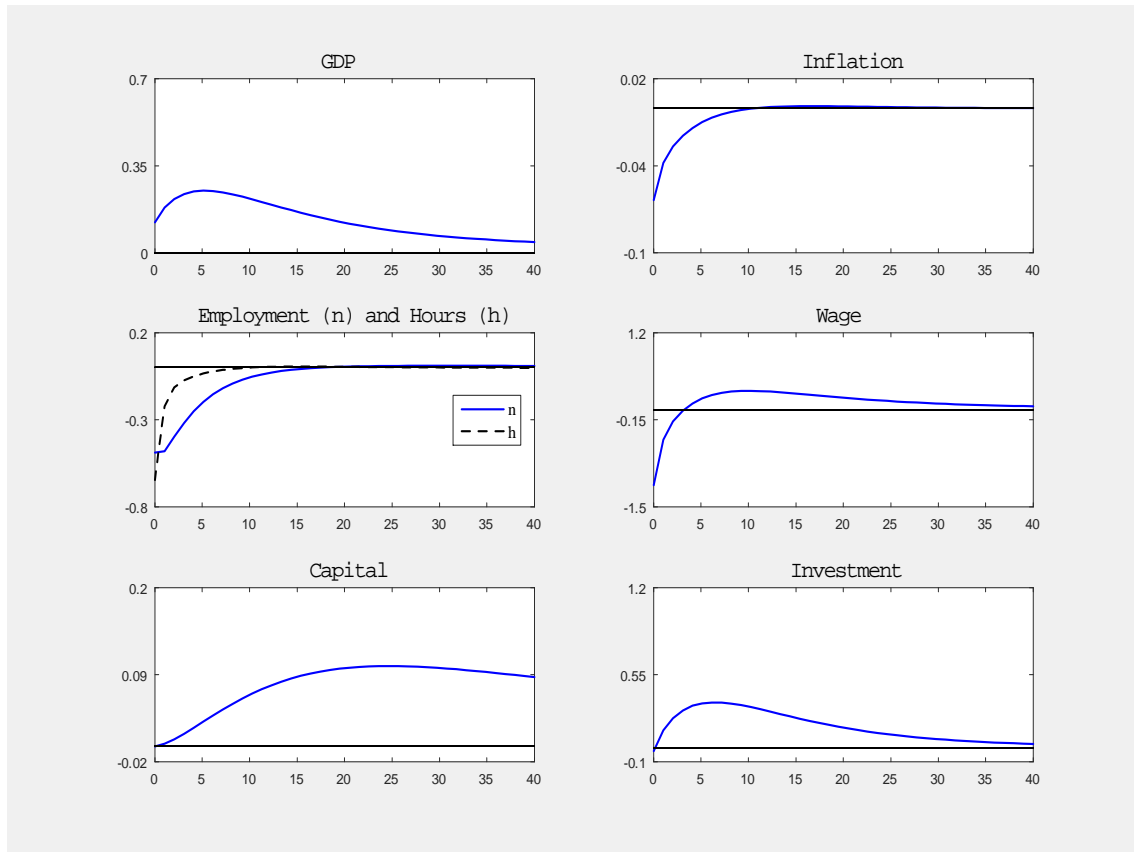 GDP
0.7
0.35
0
0 5 10 15 20 25 30 35 40
Inflation
0.02
-0.04
-0.1
0 5 10 15 20 25 30 35 40
Employment (n) and Hours (h)
0.2
-0.3
-0.8
n
h
0 5 10 15 20 25 30 35 40
Wage
1.2
-0.15
-1.5
0 5 10 15 20 25 30 35 40
Capital
0.2
0.09
-0.02
0 5 10 15 20 25 30 35 40
Investment
1.2
0.55
-0.1
0 5 10 15 20 25 30 35 40